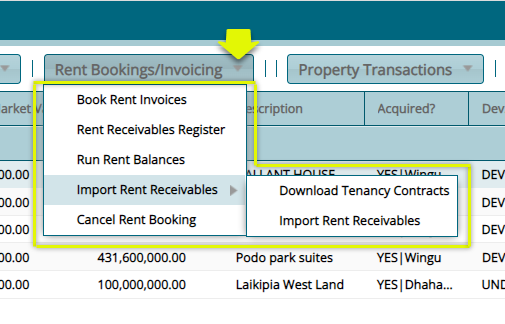 Rent Bookings/Invoicing
Property Transactions
arket V
scription
Acquired?
Dev
Book Rent Invoices
Rent Receivables Register
Run Rent Balances
Import Rent Receivables
Cancel Rent Booking
Download Tenancy Contracts
Import Rent Receivables
00.00
HOUSE
YES|Wingu
DEV
00.00
DEV
00.00
DEV
00.00
431,600,000.00
Podo park suites
YES|Wingu
DEV
00.00
100,000,000.00
Laikipia West Land
YES|Dhaha...
UND